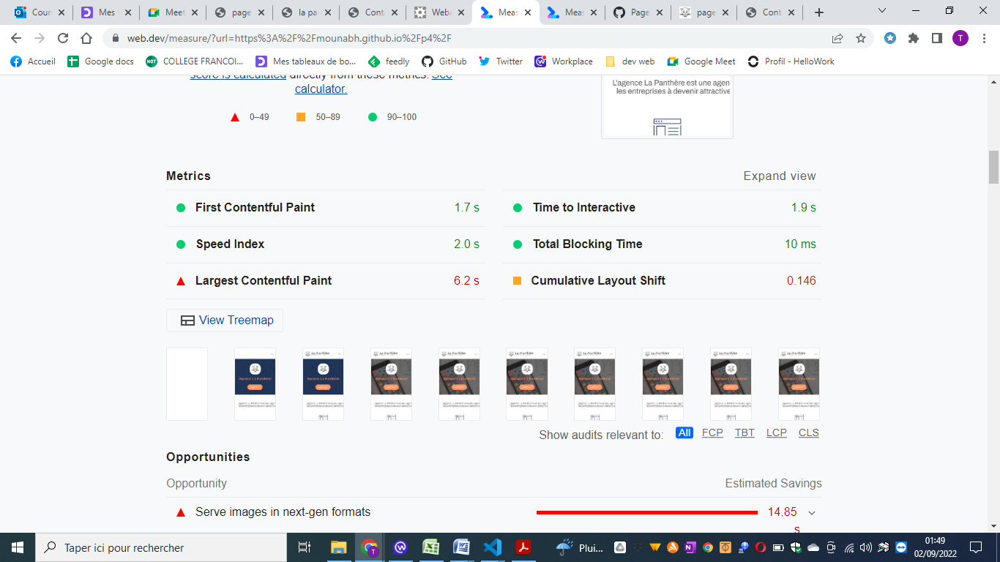 Cour
Mes
Meet
page
la pa
Cont
WebA
Meas
Meas
Page
page
Cont
web.dev/measure/?url=https%3A%2F%2Fmounabh.github.io%2Fp4%2F
T
Accueil
Google docs
COLLEGE FRANCOI...
Mes tableaux de bo...
feedly
GitHub
Twitter
Workplace
dev web
Google Meet
Profil - HelloWork
score is calculated directly from these metrics. See
calculator.
0–49
50–89
90–100
L'agence La Panthère est une agen
les entreprises à devenir attractive
Metrics
Expand view
First Contentful Paint
1.7 s
Time to Interactive
1.9 s
Speed Index
2.0 s
Total Blocking Time
10 ms
Largest Contentful Paint
6.2 s
Cumulative Layout Shift
0.146
View Treemap
Show audits relevant to:
All
FCP
TBT
LCP
CLS
Opportunities
Opportunity
Estimated Savings
Serve images in next-gen formats
14.85
s
Taper ici pour rechercher
Plui...
01:49
02/09/2022